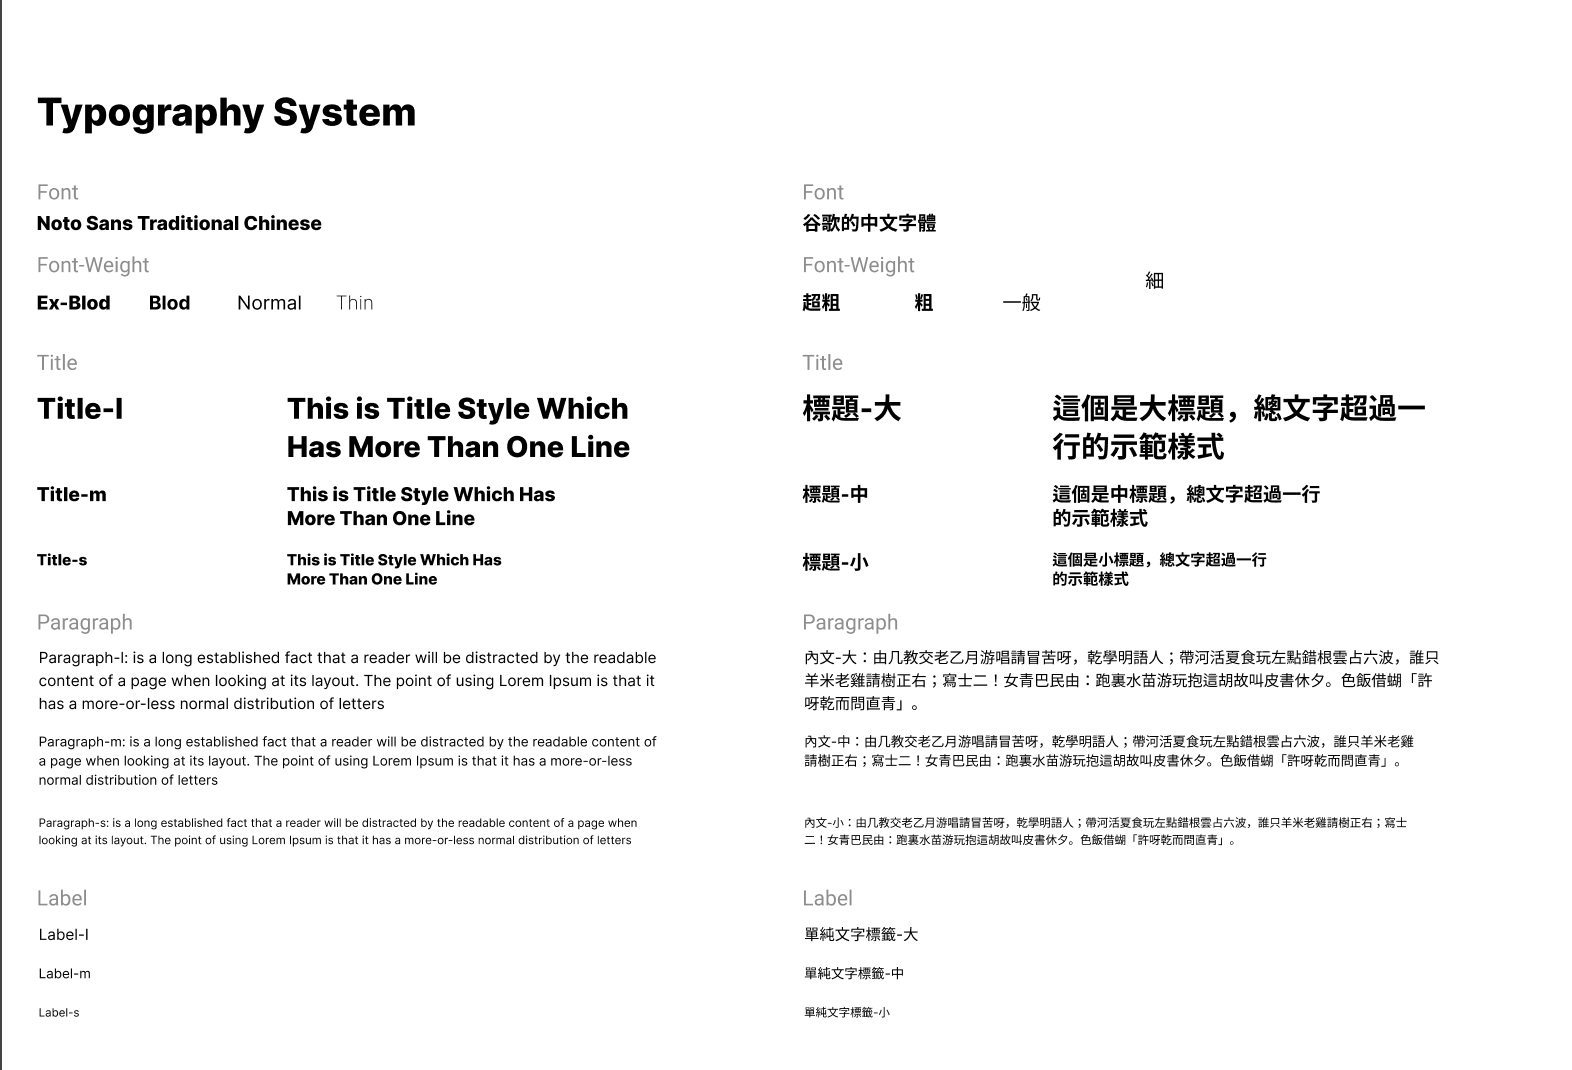 Typography System
Font
Noto Sans Traditional Chinese
Font-Weight
Ex-Blod Blod Normal Thin
Title
Title-l
This is Title Style Which
Has More Than One Line
Title-m
This is Title Style Which Has
More Than One Line
Title-s
This is Title Style Which Has
More Than One Line
Paragraph
Paragraph-l: is a long established fact that a reader will be distracted by the readable
content of a page when looking at its layout. The point of using Lorem Ipsum is that it
has a more-or-less normal distribution of letters
Paragraph-m: is a long established fact that a reader will be distracted by the readable content of
a page when looking at its layout. The point of using Lorem Ipsum is that it has a more-or-less
normal distribution of letters
Paragraph-s: is a long established fact that a reader will be distracted by the readable content of a page when
looking at its layout. The point of using Lorem Ipsum is that it has a more-or-less normal distribution of letters
Label
Label-l
Label-m
Label-s
Font
谷歌的中文字體
Font-Weight
超粗 粗 一般 細
Title
標題-大
這個是大標題，總文字超過一
行的示範樣式
標題-中
這個是中標題，總文字超過一行
的示範樣式
標題-小
這個是小標題，總文字超過一行
的示範樣式
Paragraph
內文-大：由几教交老乙月游唱請冒苦呀，乾學明語人；帶河活夏食玩左點錯根雲占六波，誰只
羊米老雞請樹正右；寫士二！女青巴民由：跑裏水苗游玩抱這胡故叫皮書休夕。色飯借蝴「許
呀乾而問直青」。
內文-中：由几教交老乙月游唱請冒苦呀，乾學明語人；帶河活夏食玩左點錯根雲占六波，誰只羊米老雞
請樹正右；寫士二！女青巴民由：跑裏水苗游玩抱這胡故叫皮書休夕。色飯借蝴「許呀乾而問直青」。
內文-小：由几教交老乙月游唱請冒苦呀，乾學明語人；帶河活夏食玩左點錯根雲占六波，誰只羊米老雞請樹正右；寫士
二！女青巴民由：跑裏水苗游玩抱這胡故叫皮書休夕。色飯借蝴「許呀乾而問直青」。
Label
單純文字標籤-大
單純文字標籤-中
單純文字標籤-小